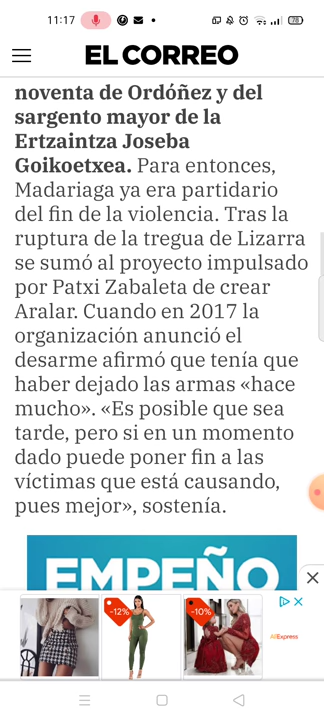 11:17
78
EL CORREO
noventa de Ordóñez y del
sargento mayor de la
Ertzaintza Joseba
Goikoetxea. Para entonces,
Madariaga ya era partidario
del fin de la violencia. Tras la
ruptura de la tregua de Lizarra
se sumó al proyecto impulsado
por Patxi Zabaleta de crear
Aralar. Cuando en 2017 la
organización anunció el
desarme afirmó que tenía que
haber dejado las armas «hace
mucho». «Es posible que sea
tarde, pero si en un momento
dado puede poner fin a las
víctimas que está causando,
pues mejor», sostenía.
EMPEÑO
-12%
-10%
AliExpress